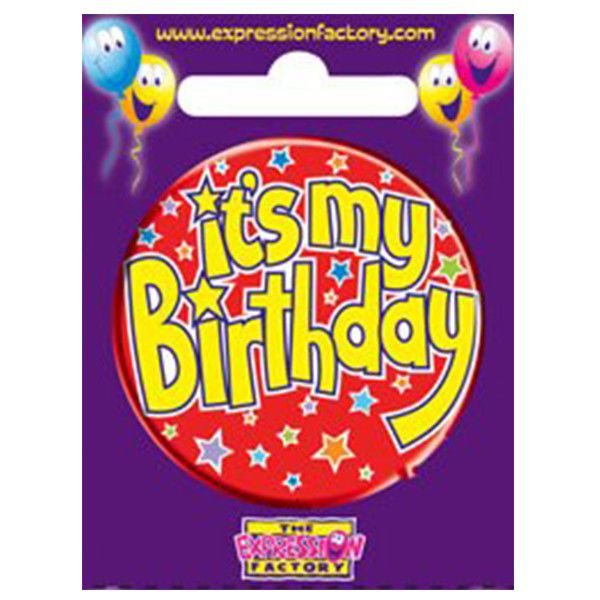 www.expressionfactory.com
it's my
Birthday
THE
EXPRESSION
FACTORY